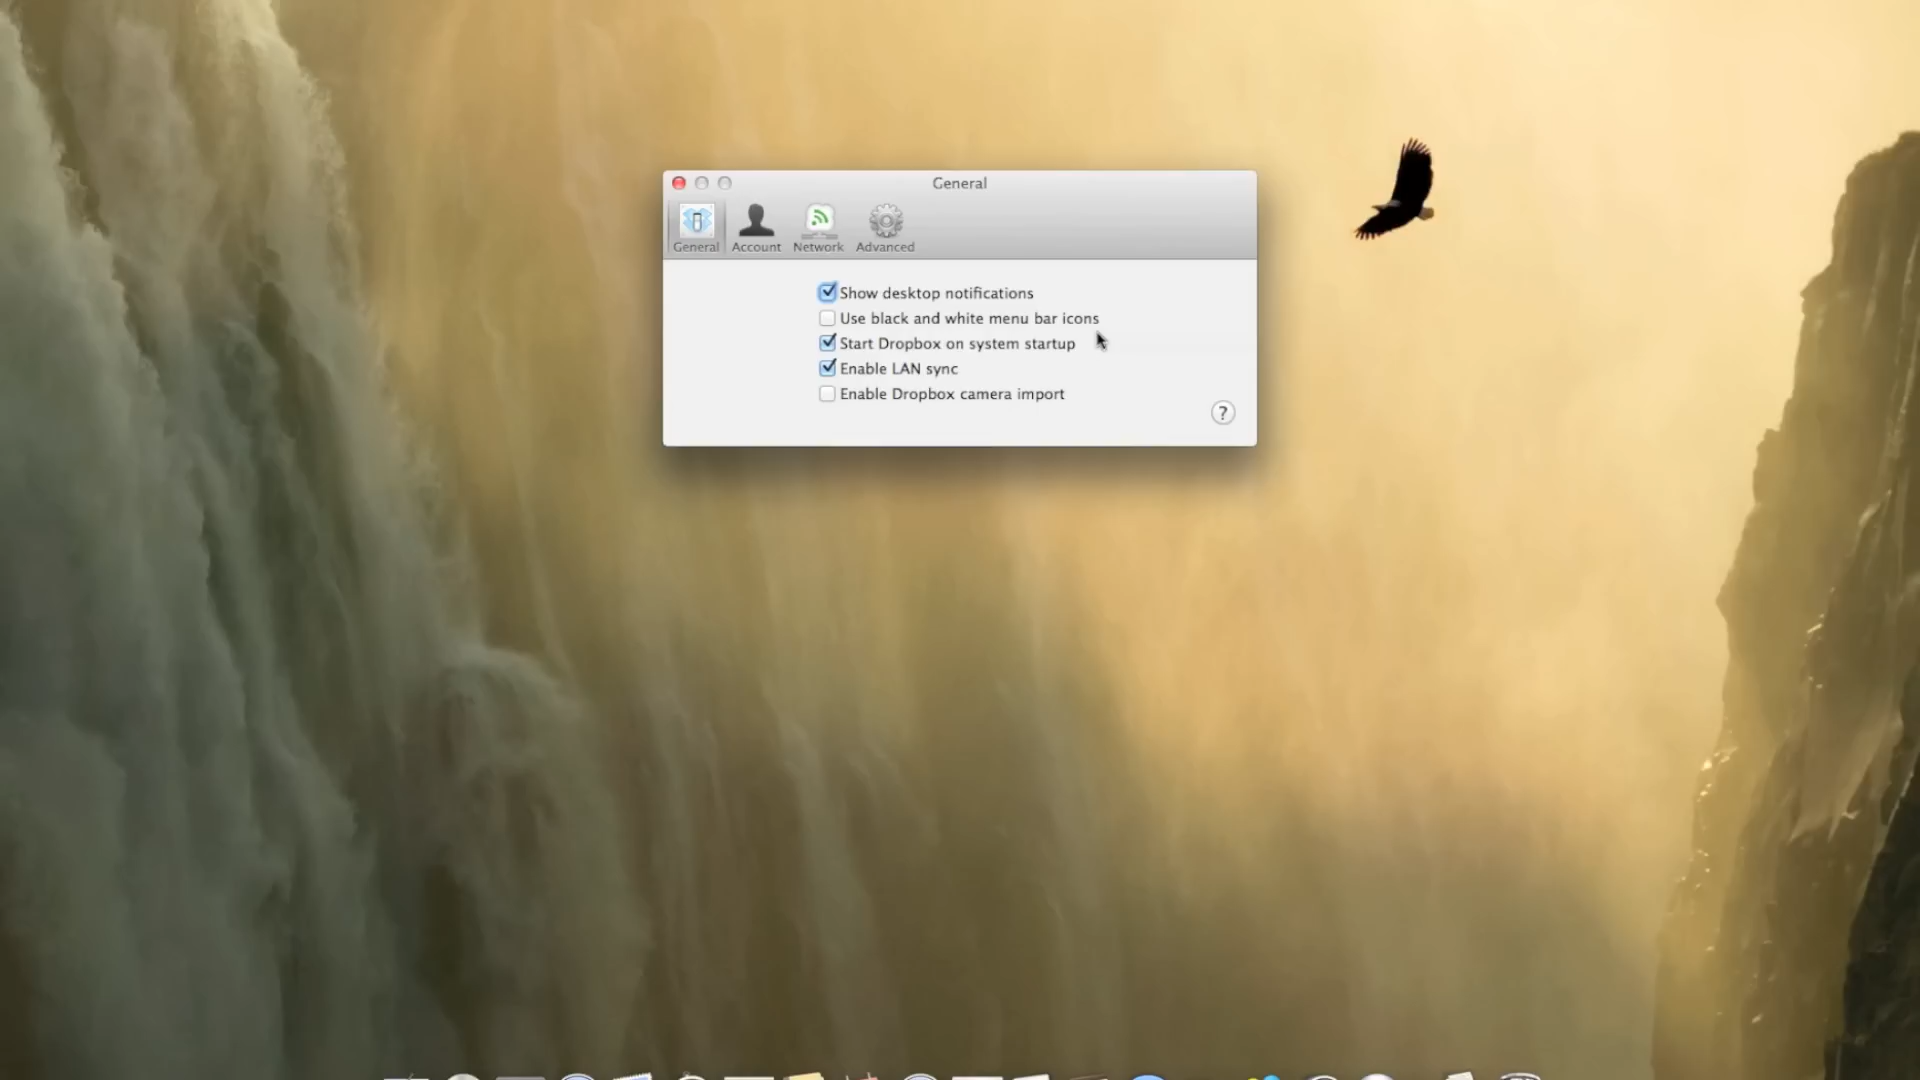 General
General
Account
Network
Advanced
Show desktop notifications
Use black and white menu bar icons
Start Dropbox on system startup
Enable LAN sync
Enable Dropbox camera import
?